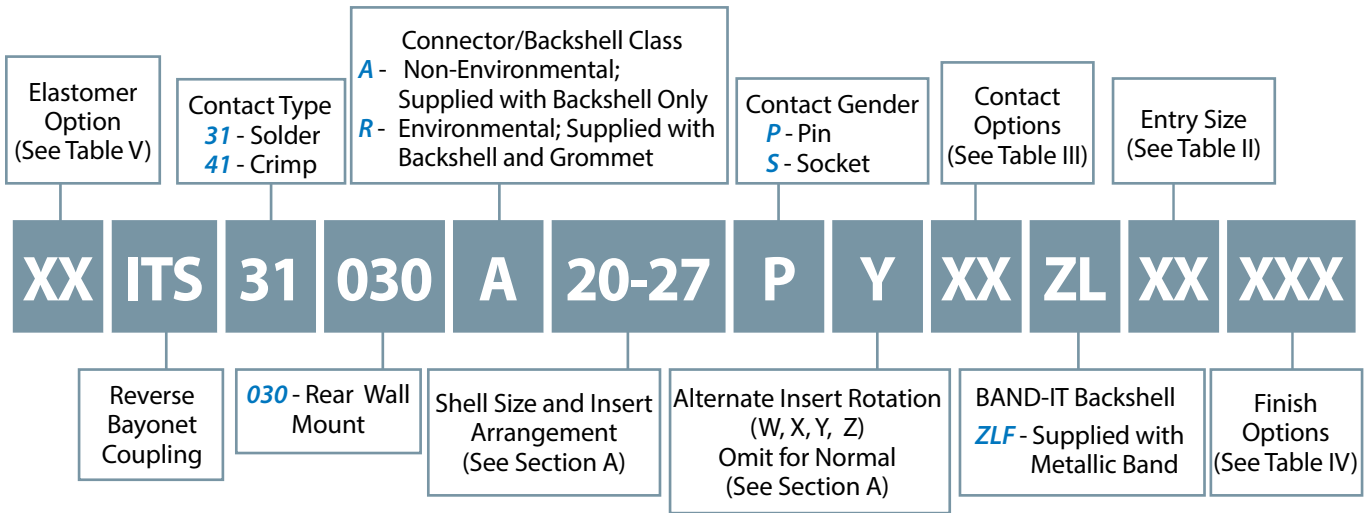 Elastomer
Option
(See Table V)
Contact Type
31 - Solder
41 - Crimp
Connector/Backshell Class
A - Non-Environmental;
Supplied with Backshell Only
R - Environmental; Supplied with
Backshell and Grommet
Contact Gender
P - Pin
S - Socket
Contact
Options
(See Table III)
Entry Size
(See Table II)
XX ITS 31 030 A 20-27 P Y XX ZL XX XXX
Reverse
Bayonet
Coupling
030 - Rear Wall
Mount
Shell Size and Insert
Arrangement
(See Section A)
Alternate Insert Rotation
(W, X, Y, Z)
Omit for Normal
(See Section A)
BAND-IT Backshell
ZLF - Supplied with
Metallic Band
Finish
Options
(See Table IV)